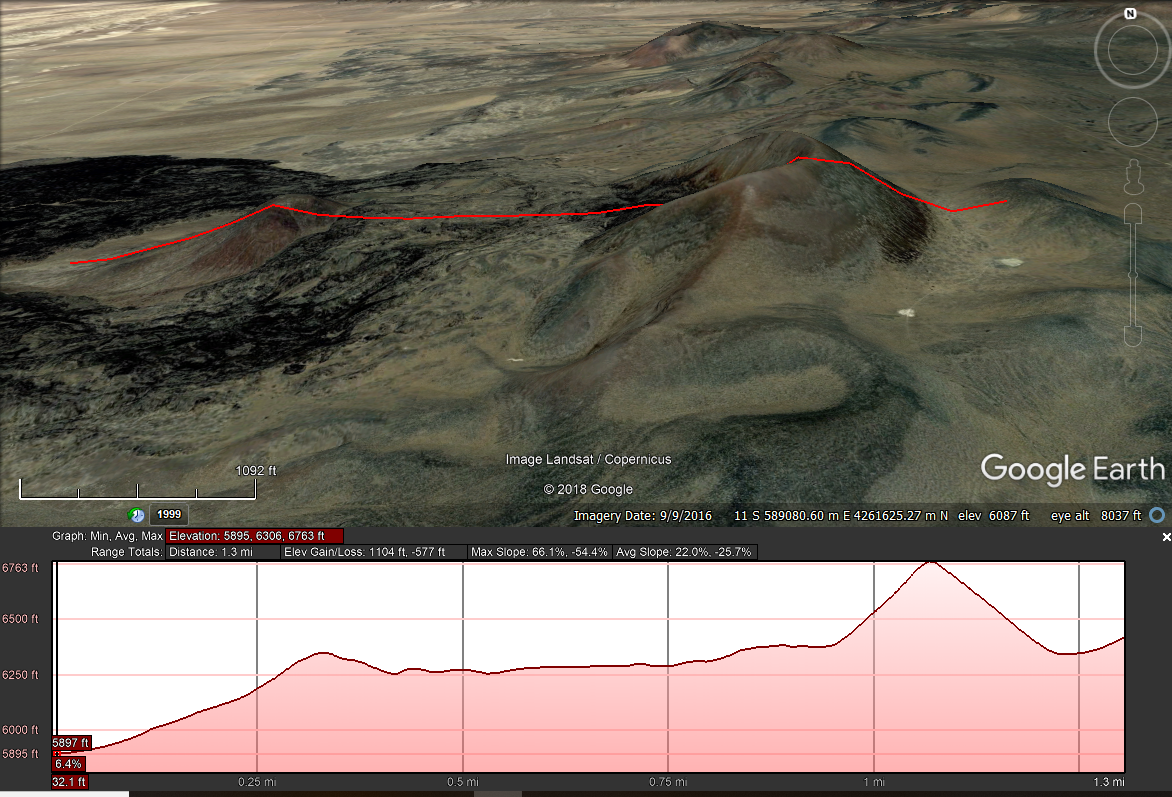 N
1092 ft
Image Landsat / Copernicus
© 2018 Google
Google Earth
1999
Imagery Date: 9/9/2016 11 S 589080.60 m E 4261625.27 m N elev 6087 ft eye alt 8037 ft
Graph: Min, Avg, Max Elevation: 5895, 6306, 6763 ft
Range Totals: Distance: 1.3 mi Elev Gain/Loss: 1104 ft, -577 ft Max Slope: 66.1%, -54.4% Avg Slope: 22.0%, -25.7%
6763 ft
6500 ft
6250 ft
6000 ft
5897 ft
5895 ft
6.4%
32.1 ft 0.25 mi 0.5 mi 0.75 mi 1 mi 1.3 mi